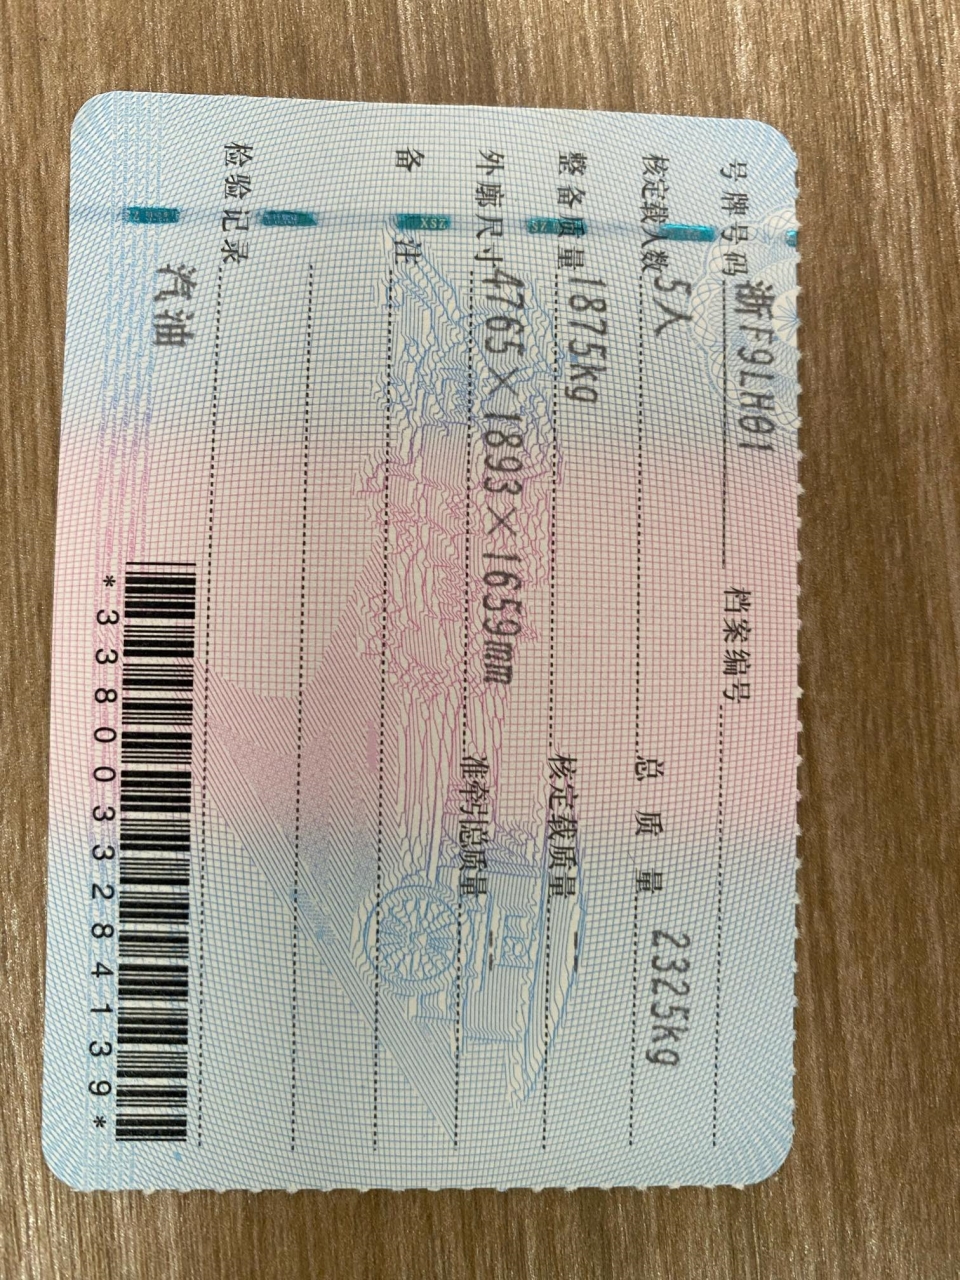 号牌号码 浙F9LH01 档案编号
核定载人数 5人 总质量 2325kg
整备质量 1875kg 核定载质量 --
外廓尺寸 4765×1893×1659mm 准牵引总质量 --
备注
检验记录
汽油
*3380033284139*